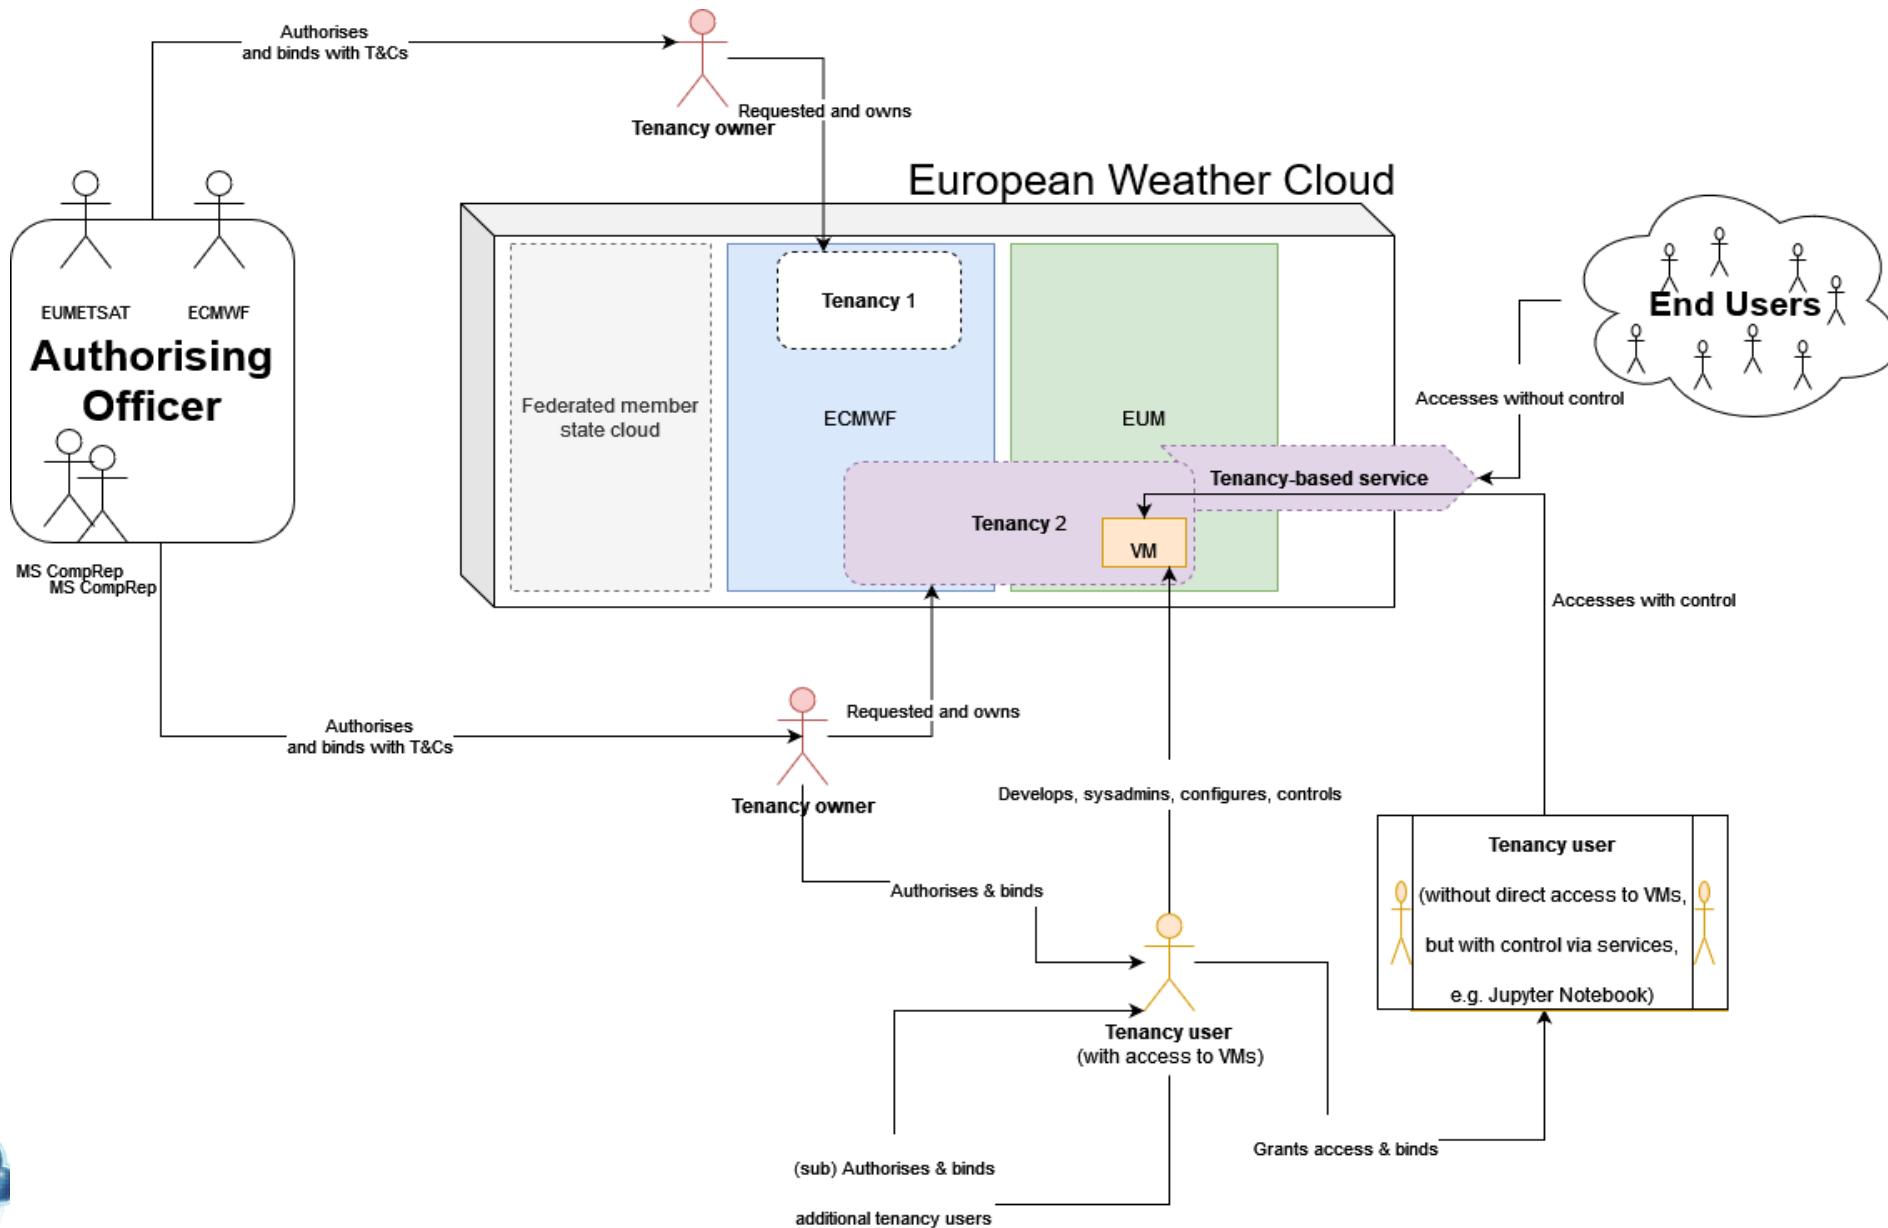 Authorises
and binds with T&Cs
Tenancy owner
Requested and owns
European Weather Cloud
EUMETSAT
ECMWF
Authorising
Officer
MS CompRep
MS CompRep
Federated member
state cloud
Tenancy 1
ECMWF
EUM
Tenancy 2
VM
Tenancy-based service
End Users
Accesses without control
Accesses with control
Authorises
and binds with T&Cs
Tenancy owner
Requested and owns
Develops, sysadmins, configures, controls
Authorises & binds
Tenancy user
(with access to VMs)
Tenancy user
(without direct access to VMs,
but with control via services,
e.g. Jupyter Notebook)
Grants access & binds
(sub) Authorises & binds
additional tenancy users